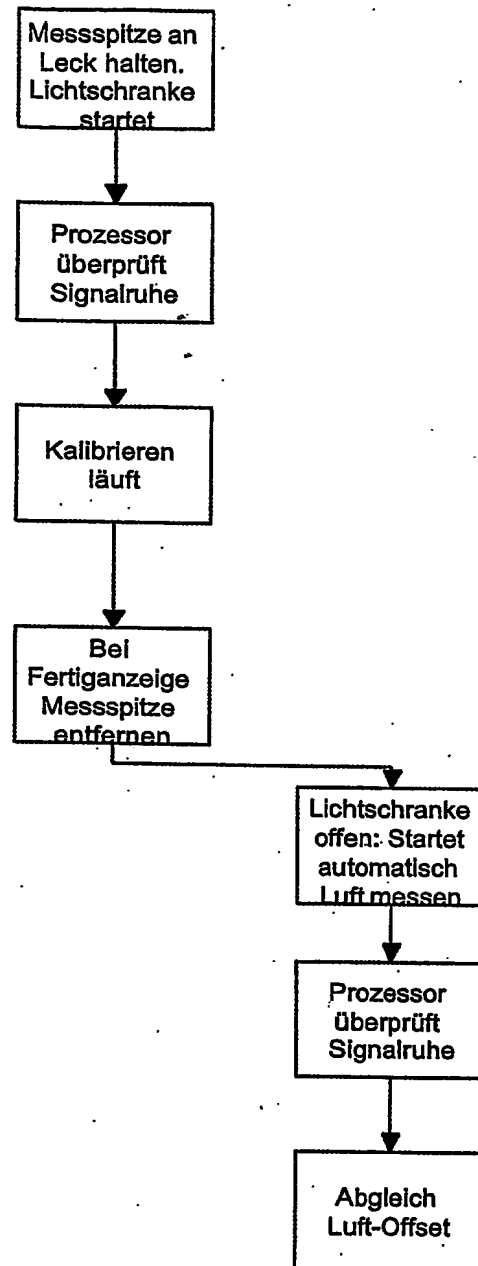 Messspitze an
Leck halten.
Lichtschranke
startet
Prozessor
überprüft
Signalruhe
Kalibrieren
läuft
Bei
Fertiganzeige
Messspitze
entfernen
Lichtschranke
offen: Startet
automatisch
Luft messen
Prozessor
überprüft
Signalruhe
Abgleich
Luft-Offset